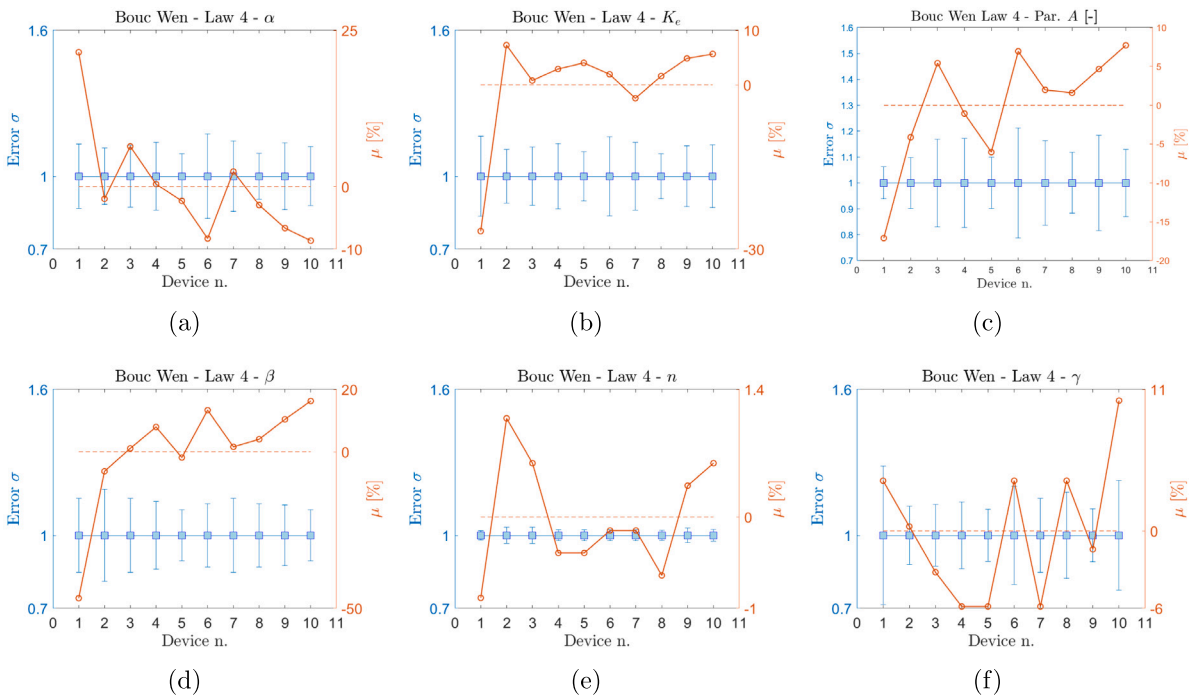 Bouc Wen - Law 4 - α
1.6
1
0.7
Error σ
25
0
-10
μ [%]
0 1 2 3 4 5 6 7 8 9 10 11
Device n.
(a)
Bouc Wen - Law 4 - K_e
1.6
1
0.7
Error σ
10
0
-30
μ [%]
0 1 2 3 4 5 6 7 8 9 10 11
Device n.
(b)
Bouc Wen Law 4 - Par. A [-]
1.6
1.5
1.4
1.3
1.2
1.1
1
0.9
0.8
0.7
Error σ
10
5
0
-5
-10
-15
-20
μ [%]
0 1 2 3 4 5 6 7 8 9 10 11
Device n.
(c)
Bouc Wen - Law 4 - β
1.6
1
0.7
Error σ
20
0
-50
μ [%]
0 1 2 3 4 5 6 7 8 9 10 11
Device n.
(d)
Bouc Wen - Law 4 - n
1.6
1
0.7
Error σ
1.4
0
-1
μ [%]
0 1 2 3 4 5 6 7 8 9 10 11
Device n.
(e)
Bouc Wen - Law 4 - γ
1.6
1
0.7
Error σ
11
0
-6
μ [%]
0 1 2 3 4 5 6 7 8 9 10 11
Device n.
(f)